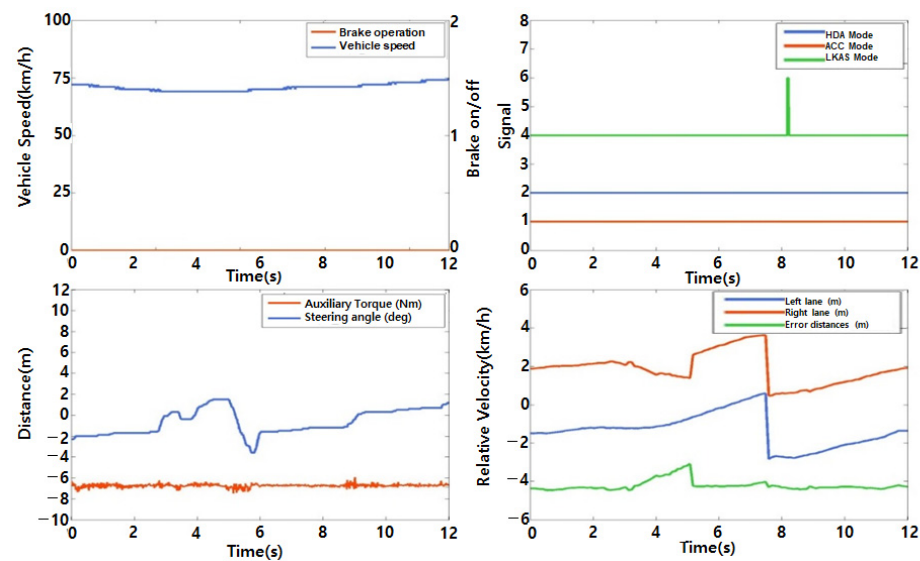 100
75
50
25
0
Vehicle Speed(km/h)
Brake operation
Vehicle speed
2
1
0
Brake on/off
0 2 4 6 8 10 12
Time(s)
8
7
6
5
4
3
2
1
0
Signal
HDA Mode
ACC Mode
LKAS Mode
0 2 4 6 8 10 12
Time(s)
12
10
8
6
4
2
0
−2
−4
−6
−8
−10
Distance(m)
Auxiliary Torque (Nm)
Steering angle (deg)
0 2 4 6 8 10 12
Time(s)
6
4
2
0
−2
−4
−6
Relative Velocity(km/h)
Left lane (m)
Right lane (m)
Error distances (m)
0 2 4 6 8 10 12
Time(s)